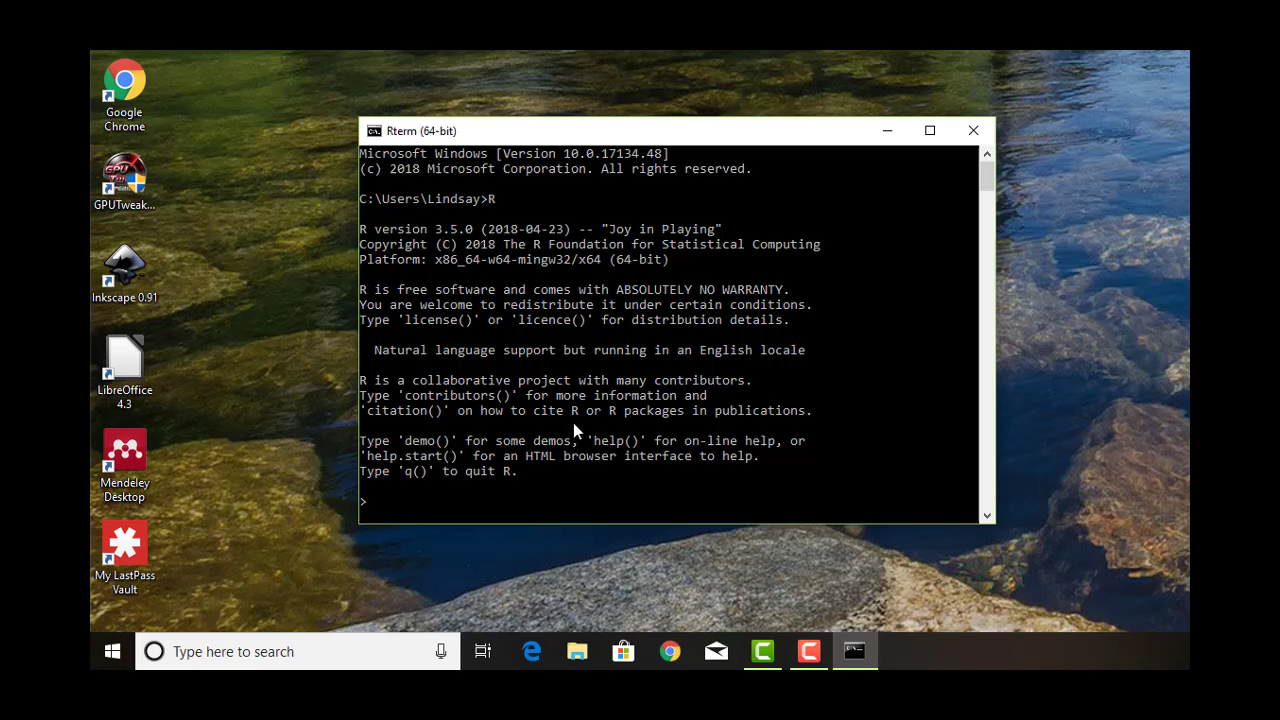 Google
Chrome
GPUTweak...
Inkscape 0.91
LibreOffice
4.3
Mendeley
Desktop
My LastPass
Vault
Rterm (64-bit)
Microsoft Windows [Version 10.0.17134.48]
(c) 2018 Microsoft Corporation. All rights reserved.
C:\Users\Lindsay>R
R version 3.5.0 (2018-04-23) -- "Joy in Playing"
Copyright (C) 2018 The R Foundation for Statistical Computing
Platform: x86_64-w64-mingw32/x64 (64-bit)
R is free software and comes with ABSOLUTELY NO WARRANTY.
You are welcome to redistribute it under certain conditions.
Type 'license()' or 'licence()' for distribution details.
Natural language support but running in an English locale
R is a collaborative project with many contributors.
Type 'contributors()' for more information and
'citation()' on how to cite R or R packages in publications.
Type 'demo()' for some demos, 'help()' for on-line help, or
'help.start()' for an HTML browser interface to help.
Type 'q()' to quit R.
>
Type here to search